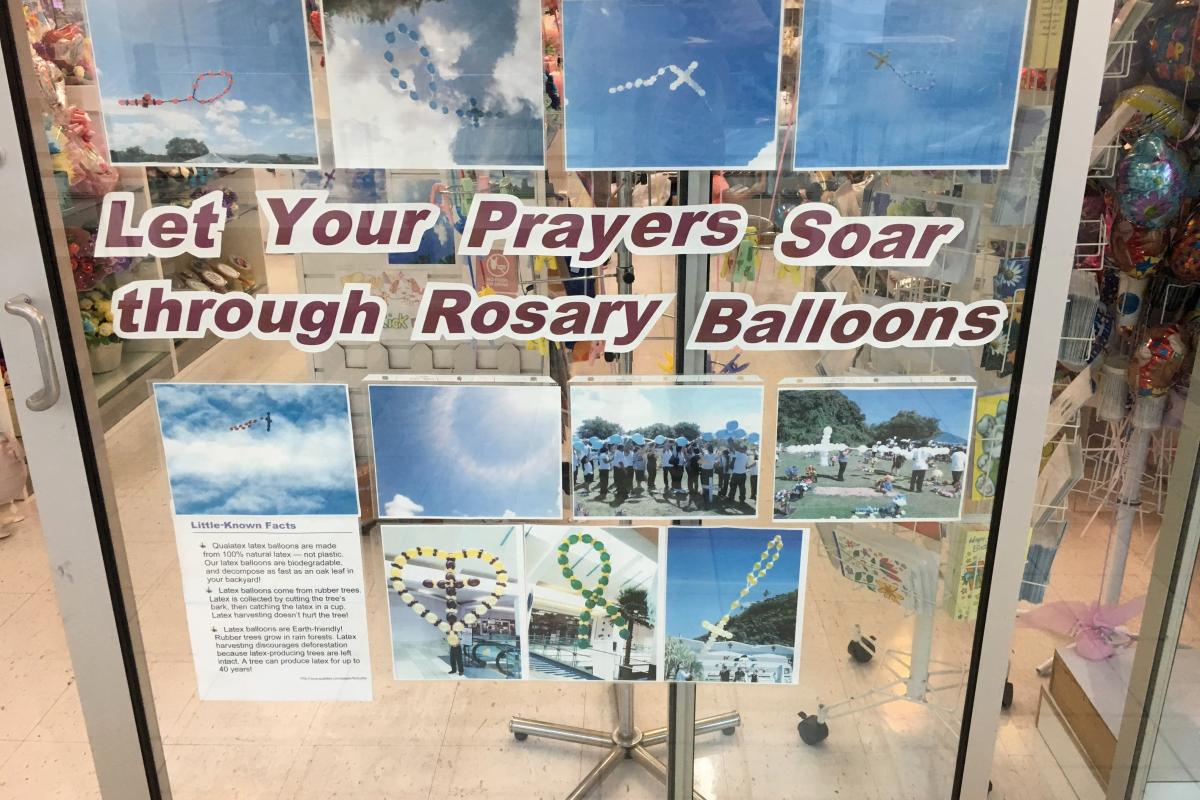 Let Your Prayers Soar
through Rosary Balloons
Little-Known Facts
Qualatex latex balloons are made
from 100% natural latex — not plastic.
Our latex balloons are biodegradable,
and decompose as fast as an oak leaf in
your backyard!
Latex balloons come from rubber trees.
Latex is collected by cutting the tree's
bark, then catching the latex in a cup.
Latex harvesting doesn't hurt the tree!
Latex balloons are Earth-friendly!
Rubber trees grow in rain forests. Latex
harvesting discourages deforestation
because latex-producing trees are left
intact. A tree can produce latex for up to
40 years!